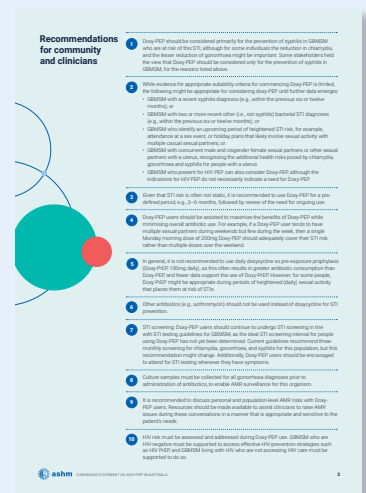 Recommendations
for community
and clinicians
1
Doxy-PEP should be considered primarily for the prevention of syphilis in GBMSM
who are at risk of this STI, although for some individuals the reduction in chlamydia,
and the lesser reduction of gonorrhoea might be important. Some stakeholders held
the view that Doxy-PEP should be considered only for the prevention of syphilis in
GBMSM, for the reasons listed above.
2
While evidence for appropriate suitability criteria for commencing Doxy-PEP is limited,
the following might be appropriate for considering doxy-PEP until further data emerges:
• GBMSM with a recent syphilis diagnosis (e.g., within the previous six or twelve
months); or
• GBMSM with two or more recent other (i.e., not syphilis) bacterial STI diagnoses
(e.g., within the previous six or twelve months); or
• GBMSM who identify an upcoming period of heightened STI risk, for example,
attendance at a sex event, or holiday plans that likely involve sexual activity with
multiple casual sexual partners; or
• GBMSM with concurrent male and cisgender female sexual partners or other sexual
partners with a uterus, recognising the additional health risks posed by chlamydia,
gonorrhoea and syphilis for people with a uterus.
• GBMSM who present for HIV PEP can also consider Doxy-PEP, although the
indications for HIV PEP do not necessarily indicate a need for Doxy-PEP.
3
Given that STI risk is often not static, it is recommended to use Doxy-PEP for a pre-
defined period, e.g., 3–6 months, followed by review of the need for ongoing use.
4
Doxy-PEP users should be assisted to maximise the benefits of Doxy-PEP while
minimising overall antibiotic use. For example, if a Doxy-PEP user tends to have
multiple sexual partners during weekends but few during the week, then a single
Monday morning dose of 200mg Doxy-PEP should adequately cover their STI risk,
rather than multiple doses over the weekend.
5
In general, it is not recommended to use daily doxycycline as pre-exposure prophylaxis
(Doxy-PrEP, 100mg daily), as this often results in greater antibiotic consumption than
Doxy-PEP, and fewer data support the use of Doxy-PrEP. However, for some people,
Doxy-PrEP might be appropriate during periods of heightened (daily) sexual activity
that places them at risk of STIs.
6
Other antibiotics (e.g., azithromycin) should not be used instead of doxycycline for STI
prevention.
7
STI screening: Doxy-PEP users should continue to undergo STI screening in line
with STI testing guidelines for GBMSM, as the ideal STI screening interval for people
using Doxy-PEP has not yet been determined. Current guidelines recommend three-
monthly screening for chlamydia, gonorrhoea, and syphilis for this population, but this
recommendation might change. Additionally, Doxy-PEP users should be encouraged
to attend for STI testing whenever they have symptoms.
8
Culture samples must be collected for all gonorrhoea diagnoses prior to
administration of antibiotics, to enable AMR surveillance for this organism.
9
It is recommended to discuss personal and population-level AMR risks with Doxy-
PEP users. Resources should be made available to assist clinicians to raise AMR
issues during these conversations in a manner that is appropriate and sensitive to the
patient's needs.
10
HIV risk must be assessed and addressed during Doxy-PEP use. GBMSM who are
HIV-negative must be supported to access effective HIV-prevention strategies such
as HIV PrEP, and GBMSM living with HIV who are not accessing HIV care must be
supported to do so.
ashm CONSENSUS STATEMENT ON DOXY-PEP IN AUSTRALIA 2